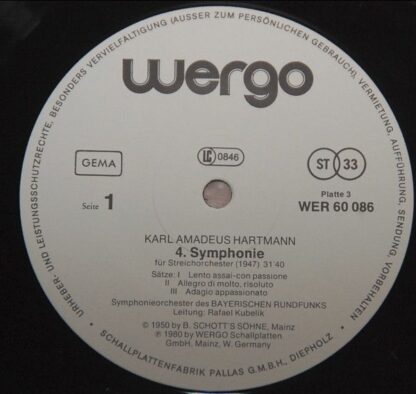 wergo
GEMA
LC 0846
ST 33
Seite 1
Platte 3
WER 60 086
KARL AMADEUS HARTMANN
4. Symphonie
für Streichorchester (1947) 31'40
Sätze: I Lento assai-con passione
II Allegro di molto, risoluto
III Adagio appassionato
Symphonieorchester des BAYERISCHEN RUNDFUNKS
Leitung: Rafael Kubelik
© 1950 by B. SCHOTT'S SÖHNE, Mainz
℗ 1980 by WERGO Schallplatten
GmbH, Mainz, W. Germany
URHEBER- UND LEISTUNGSSCHUTZRECHTE, BESONDERS VERVIELFÄLTIGUNG (AUSSER ZUM PERSÖNLICHEN GEBRAUCH), VERMIETUNG, AUFFÜHRUNG, SENDUNG, VORBEHALTEN
· SCHALLPLATTENFABRIK PALLAS G.M.B.H., DIEPHOLZ ·